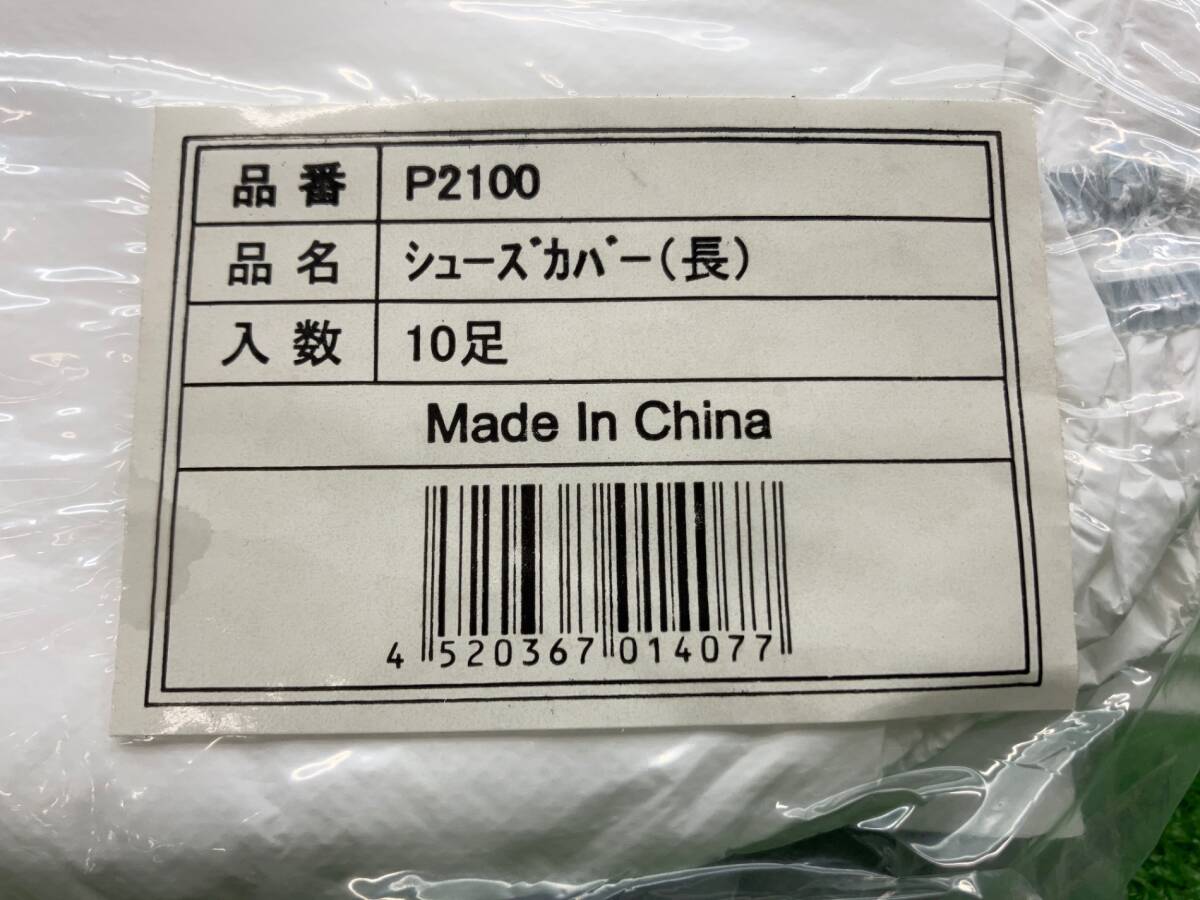 品番 P2100
品名 ｼｭｰｽﾞｶﾊﾞｰ(長)
入数 10足
Made In China
4 520367 014077